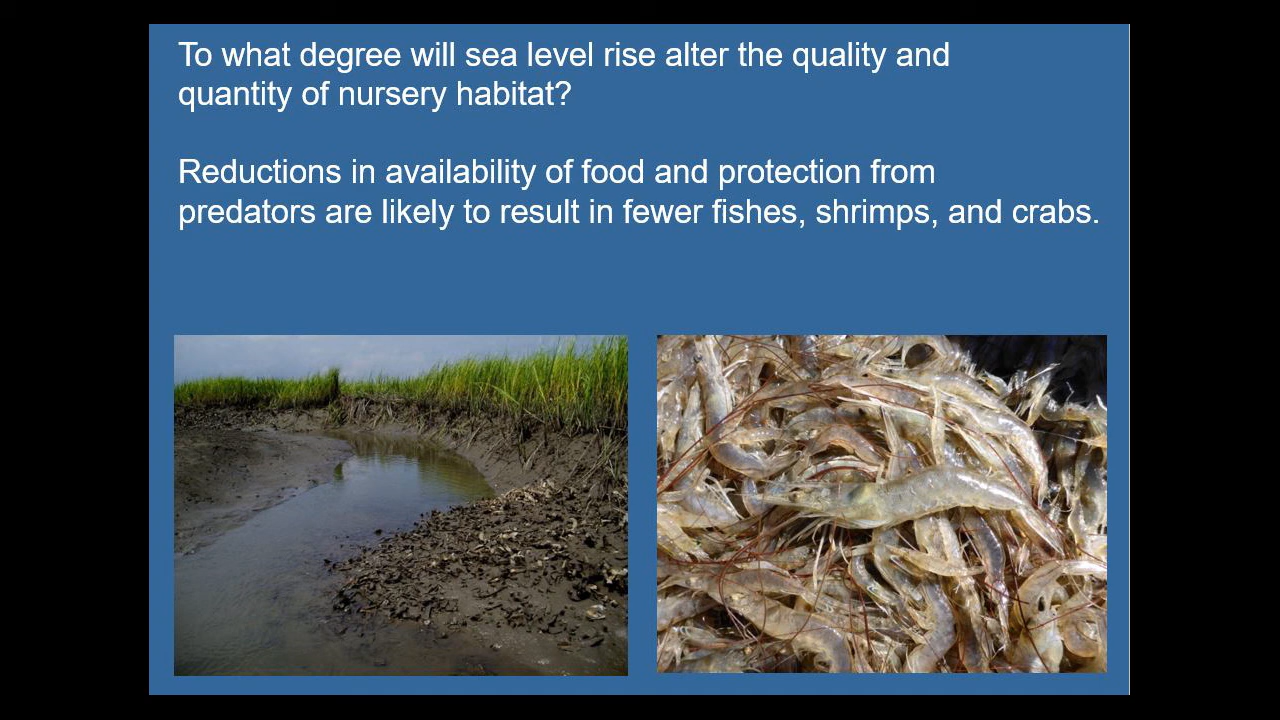 To what degree will sea level rise alter the quality and
quantity of nursery habitat?
Reductions in availability of food and protection from
predators are likely to result in fewer fishes, shrimps, and crabs.